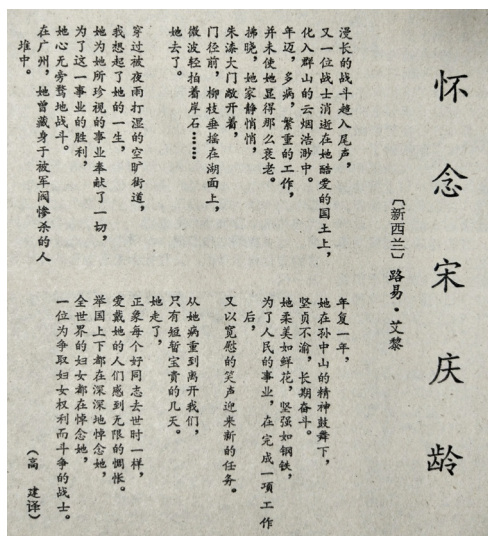 怀念宋庆龄
〔新西兰〕路易·艾黎
漫长的战斗趋入尾声，
又一位战士消逝在她酷爱的国土上，
化入群山的云烟浩渺中。
年迈，多病，繁重的工作，
并未使她显得那么衰老。
拂晓，她家静悄悄，
朱漆大门敞开着，
门径前，柳枝垂摇在湖面上，
微波轻拍着岸石……
她去了。
穿过被夜雨打湿的空旷街道，
我想起了她的一生，
她为她所珍视的事业奉献了一切，
为了这一事业的胜利，
她心无旁骛地战斗。
在广州，她曾藏身于被军阀惨杀的人
堆中。
年复一年，
她在孙中山的精神鼓舞下，
坚贞不渝，长期奋斗。
她柔美如鲜花，坚强如钢铁，
为了人民的事业，在完成一项工作
后，
又以宽慰的笑声迎来新的任务。
从她病重到离开我们，
只有短暂宝贵的几天。
她走了，
正象每个好同志去世时一样，
爱戴她的人们感到无限的惆怅。
举国上下都在深深地悼念她，
全世界的妇女都在悼念她，
一位为争取妇女权利而斗争的战士。
（高 建译）